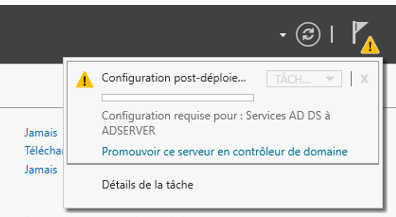 Configuration post-déploie...
TÂCH...
x
Configuration requise pour : Services AD DS à
ADSERVER
Promouvoir ce serveur en contrôleur de domaine
Détails de la tâche
Jamais
Télécha
Jamais